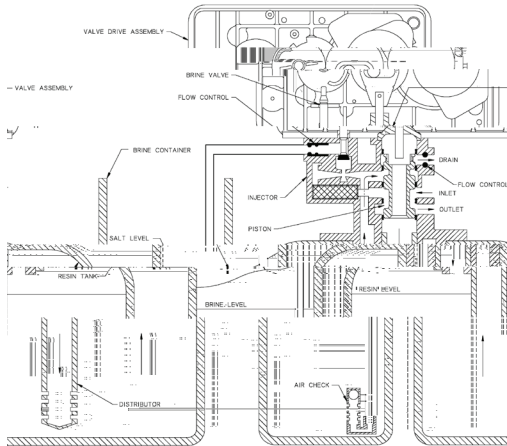 VALVE DRIVE ASSEMBLY
BRINE VALVE
VALVE ASSEMBLY
FLOW CONTROL
BRINE CONTAINER
DRAIN
FLOW CONTROL
INJECTOR
INLET
OUTLET
PISTON
SALT LEVEL
RESIN TANK
RESIN LEVEL
BRINE LEVEL
AIR CHECK
DISTRIBUTOR